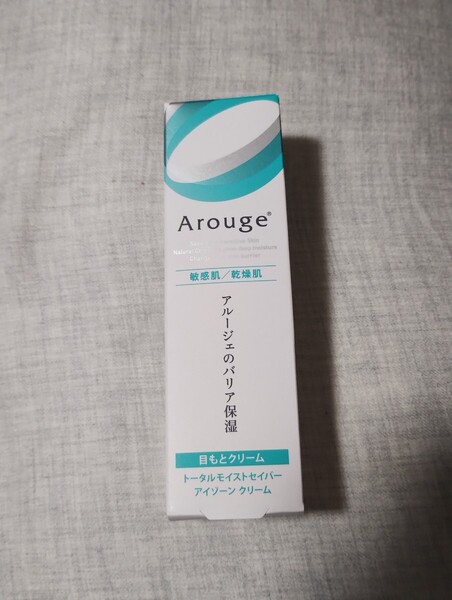 Arouge®
敏感肌／乾燥肌
アルージェのバリア保湿
目もとクリーム
トータルモイストセイバー
アイゾーン クリーム